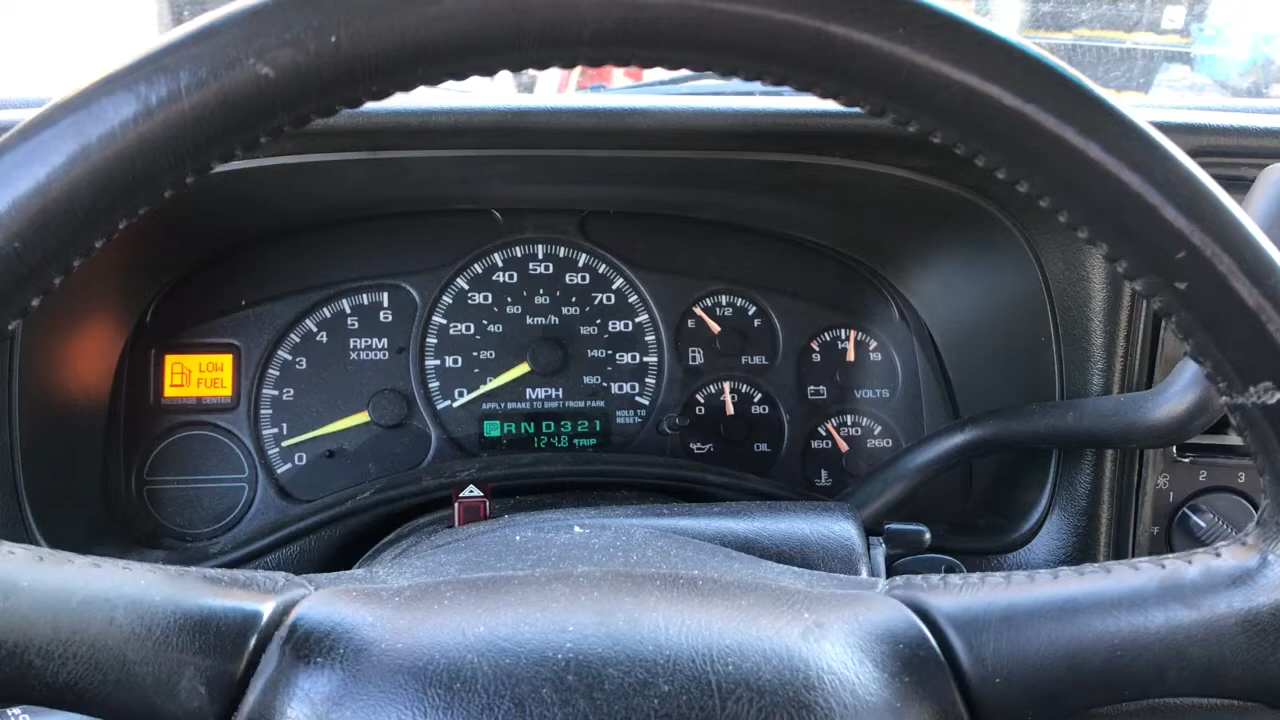 LOW
FUEL
MESSAGE CENTER
0
1
2
3
4
5
6
RPM
X1000
0
10
20
30
40
50
60
70
80
90
100
0
20
40
60
80
100
120
140
160
km/h
MPH
APPLY BRAKE TO SHIFT FROM PARK
HOLD TO
RESET
PRND321
124.8 TRIP
E 1/2 F
FUEL
9 14 19
VOLTS
0 40 80
OIL
160 210 260
1 2 3